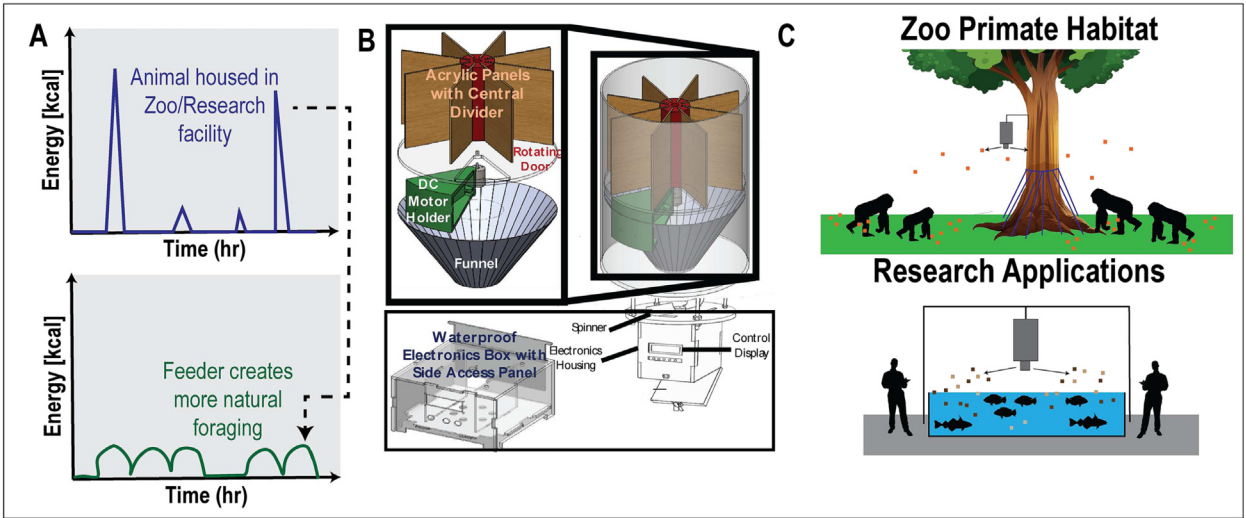 A
Energy [kcal]
Animal housed in
Zoo/Research
facility
Time (hr)
Energy [kcal]
Feeder creates
more natural
foraging
Time (hr)
B
Acrylic Panels
with Central
Divider
Rotating
Door
DC
Motor
Holder
Funnel
Waterproof
Electronics Box with
Side Access Panel
Spinner
Electronics
Housing
Control
Display
C
Zoo Primate Habitat
Research Applications